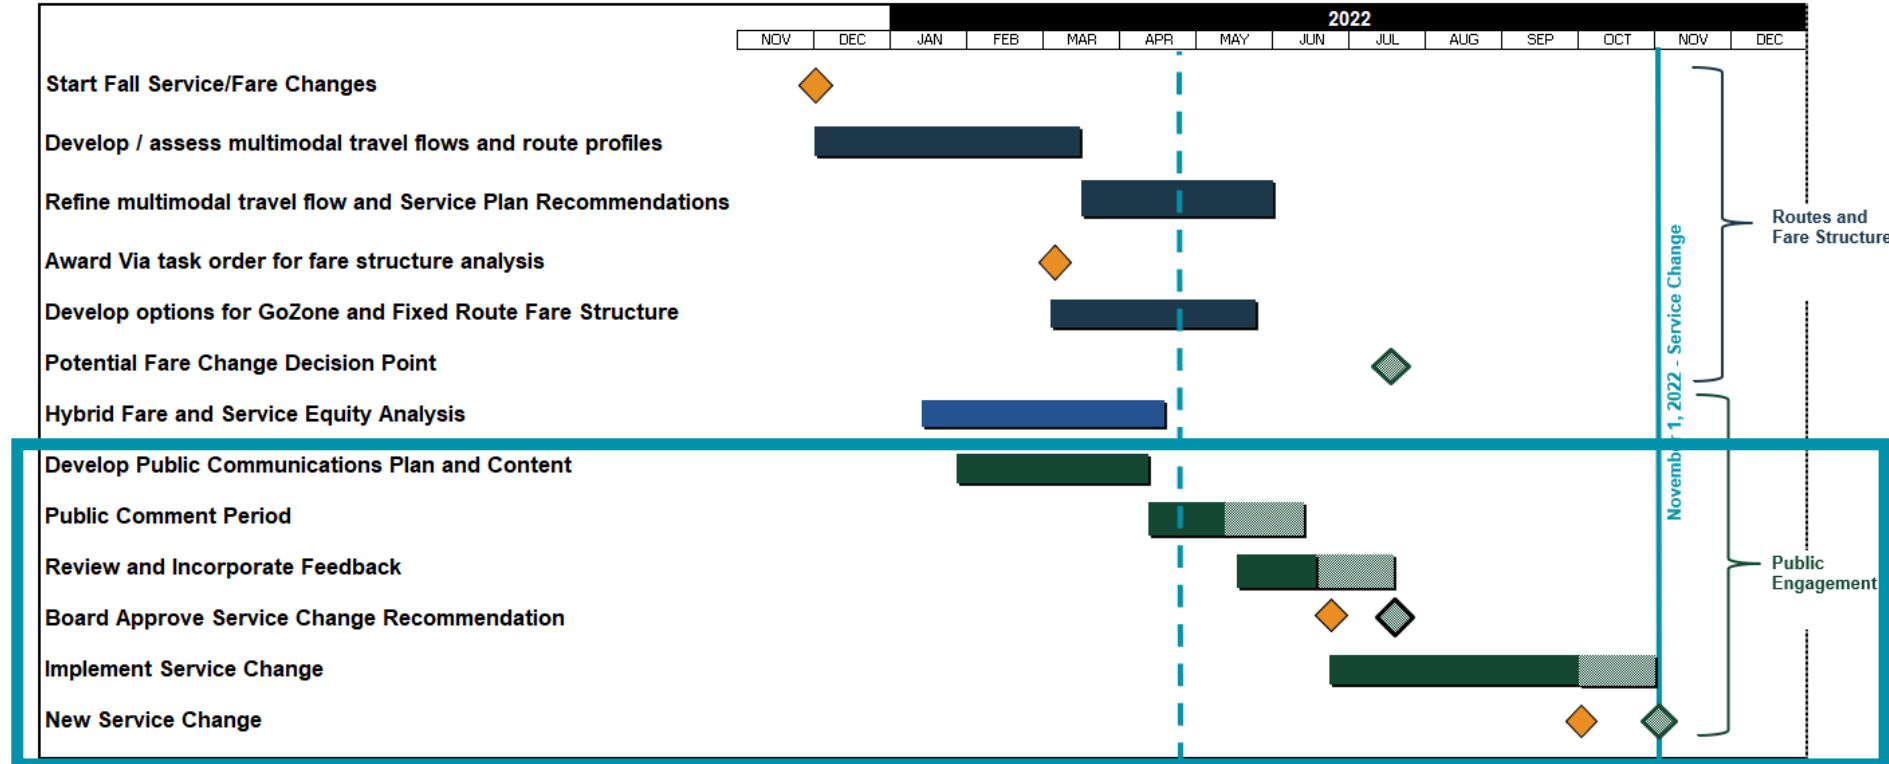 2022
NOV DEC JAN FEB MAR APR MAY JUN JUL AUG SEP OCT NOV DEC
Start Fall Service/Fare Changes
Develop / assess multimodal travel flows and route profiles
Refine multimodal travel flow and Service Plan Recommendations
Award Via task order for fare structure analysis
Develop options for GoZone and Fixed Route Fare Structure
Potential Fare Change Decision Point
Hybrid Fare and Service Equity Analysis
Develop Public Communications Plan and Content
Public Comment Period
Review and Incorporate Feedback
Board Approve Service Change Recommendation
Implement Service Change
New Service Change
November 1, 2022 - Service Change
Routes and
Fare Structure
Public
Engagement